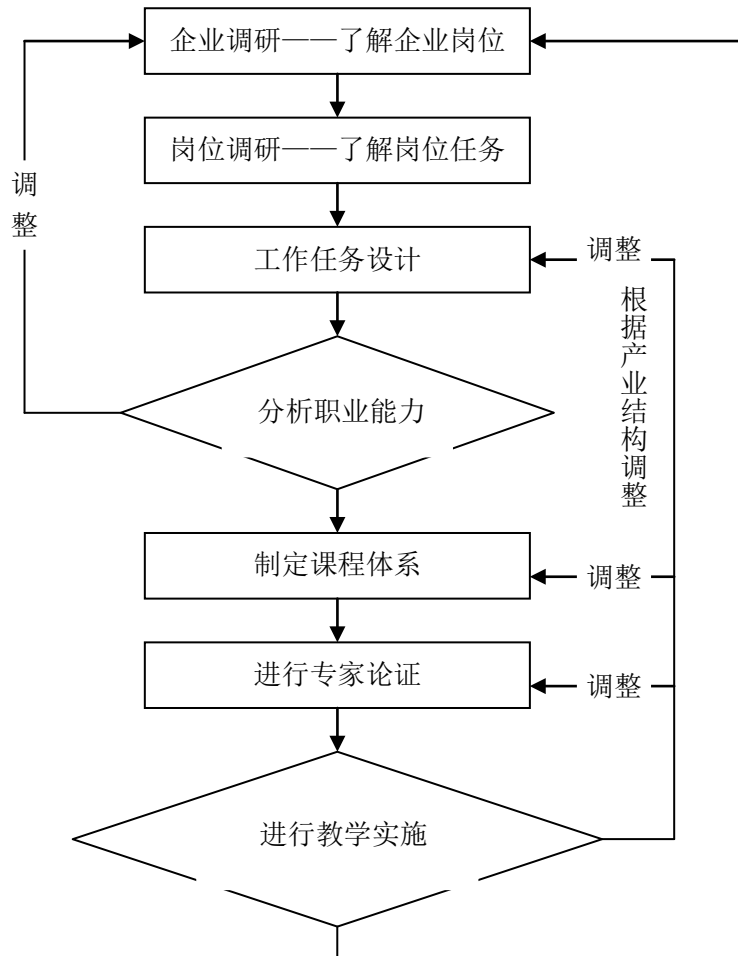 企业调研——了解企业岗位
岗位调研——了解岗位任务
调整
工作任务设计
调整
根据产业结构调整
分析职业能力
制定课程体系
调整
进行专家论证
调整
进行教学实施